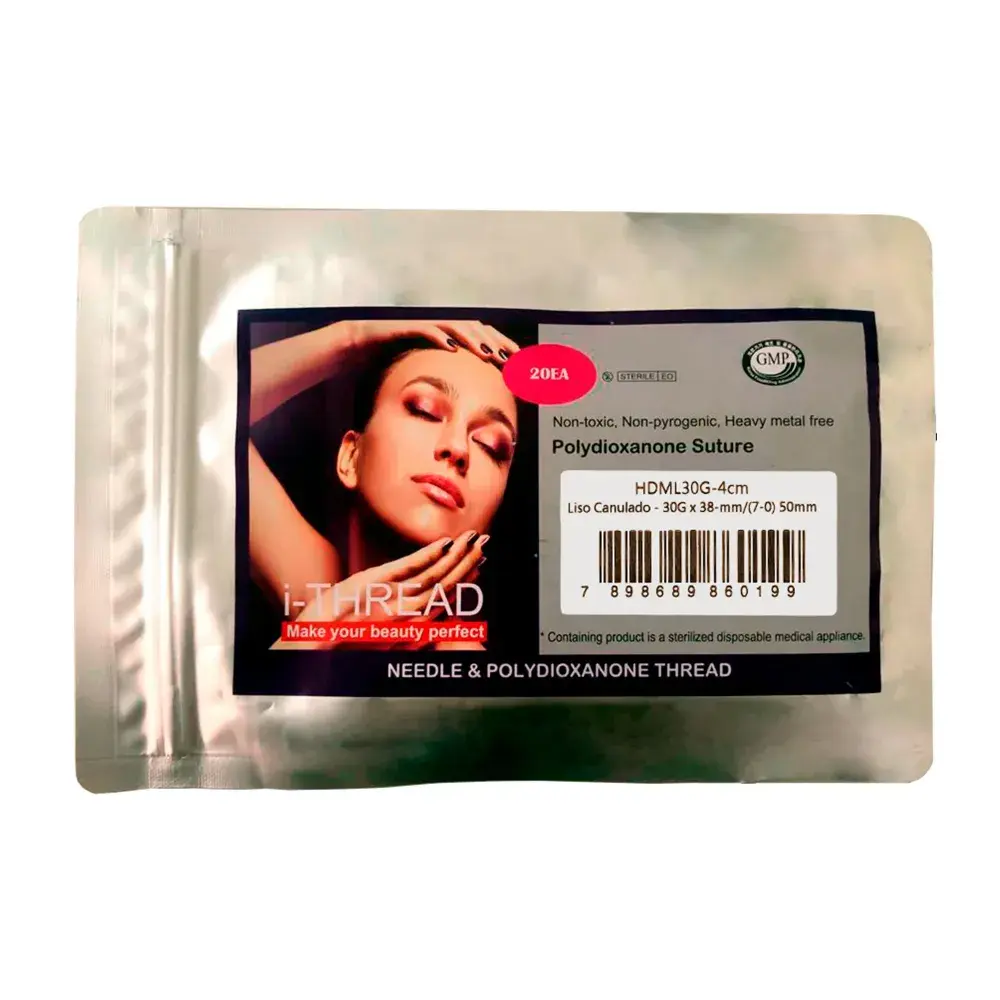 20EA
STERILE EO
GMP
Non-toxic, Non-pyrogenic, Heavy metal free
Polydioxanone Suture
HDML30G-4cm
Liso Canulado - 30G x 38-mm/(7-0) 50mm
7 898689 860199
i-THREAD
Make your beauty perfect
* Containing product is a sterilized disposable medical appliance.
NEEDLE & POLYDIOXANONE THREAD